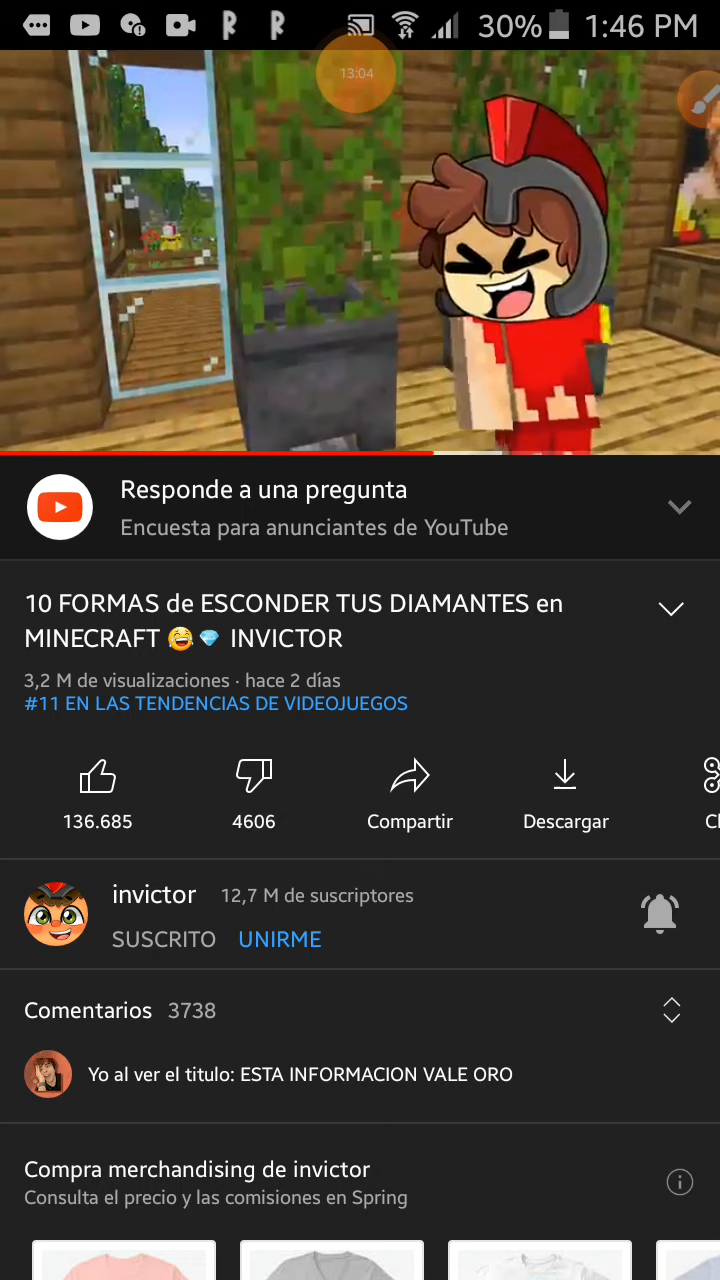 30% 1:46 PM
13:04
Responde a una pregunta
Encuesta para anunciantes de YouTube
10 FORMAS de ESCONDER TUS DIAMANTES en
MINECRAFT 😂💎 INVICTOR
3,2 M de visualizaciones · hace 2 días
#11 EN LAS TENDENCIAS DE VIDEOJUEGOS
136.685 4606 Compartir Descargar Cl
invictor 12,7 M de suscriptores
SUSCRITO UNIRME
Comentarios 3738
Yo al ver el titulo: ESTA INFORMACION VALE ORO
Compra merchandising de invictor
Consulta el precio y las comisiones en Spring